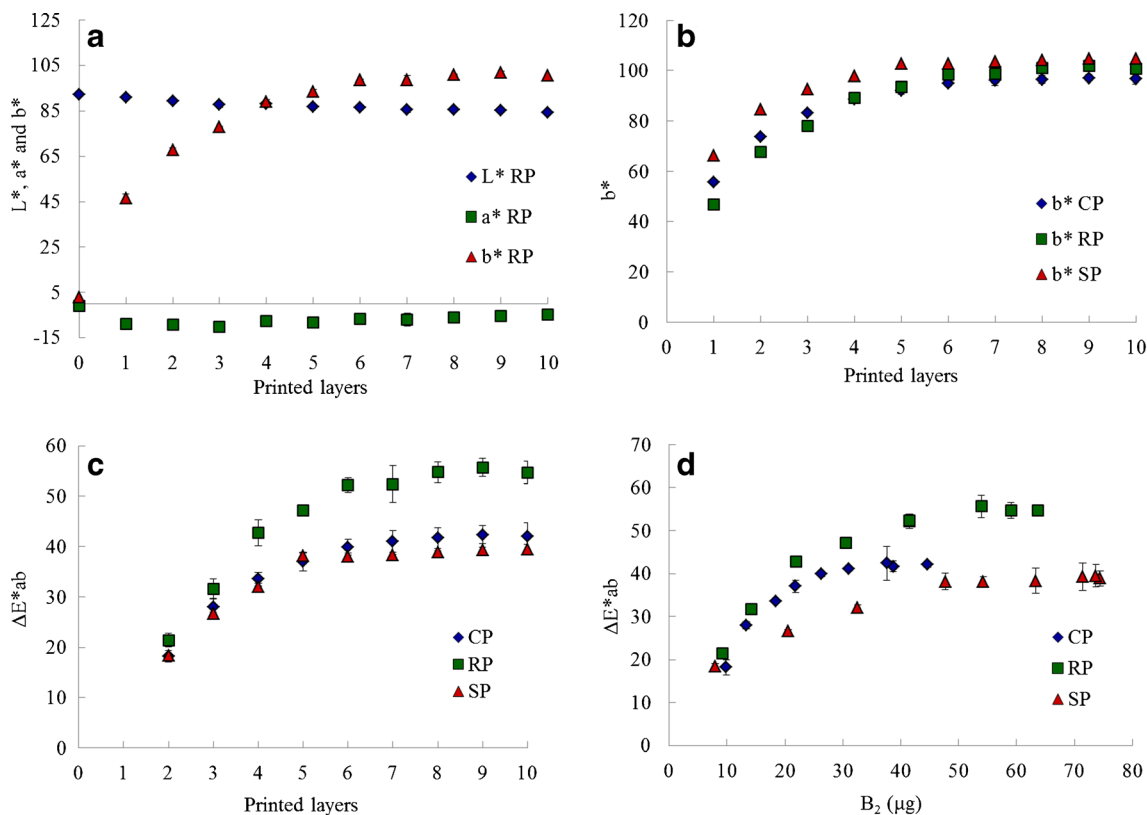 a
125
105
85
65
45
25
5
-15
L*, a* and b*
L* RP
a* RP
b* RP
0 1 2 3 4 5 6 7 8 9 10
Printed layers
b
120
100
80
60
40
20
0
b*
b* CP
b* RP
b* SP
0 1 2 3 4 5 6 7 8 9 10
Printed layers
c
60
50
40
30
20
10
0
ΔE*ab
CP
RP
SP
0 1 2 3 4 5 6 7 8 9 10
Printed layers
d
70
60
50
40
30
20
10
0
ΔE*ab
CP
RP
SP
0 10 20 30 40 50 60 70 80
B₂ (µg)